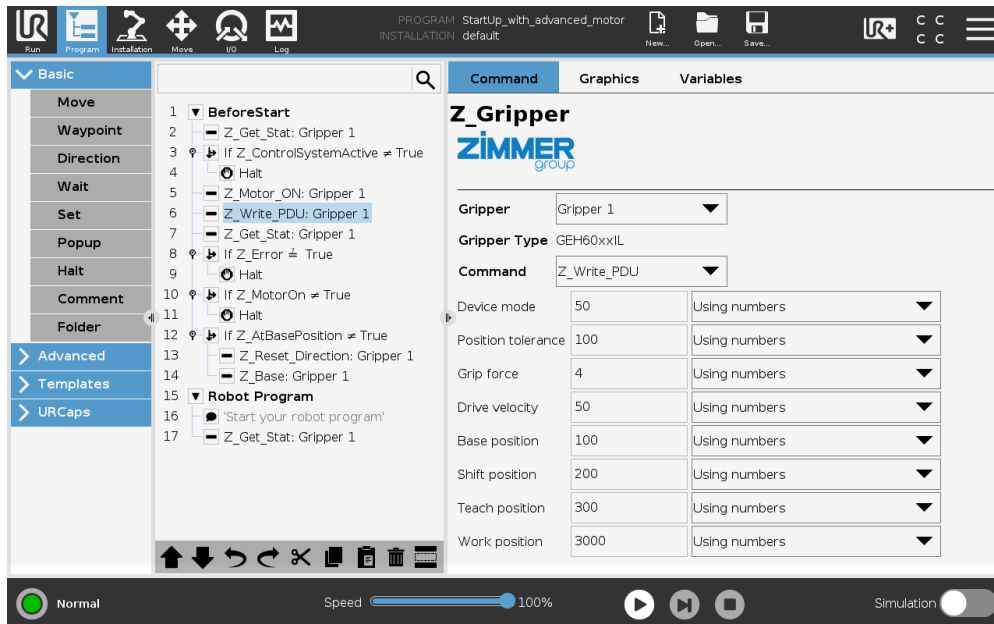 PROGRAM StartUp_with_advanced_motor
INSTALLATION default
Run Program Installation Move I/O Log New... Open... Save...
UR UR+ C C
C C
Basic
Move
Waypoint
Direction
Wait
Set
Popup
Halt
Comment
Folder
Advanced
Templates
URCaps
1 BeforeStart
2 Z_Get_Stat: Gripper 1
3 If Z_ControlSystemActive ≠ True
4 Halt
5 Z_Motor_ON: Gripper 1
6 Z_Write_PDU: Gripper 1
7 Z_Get_Stat: Gripper 1
8 If Z_Error ≟ True
9 Halt
10 If Z_MotorOn ≠ True
11 Halt
12 If Z_AtBasePosition ≠ True
13 Z_Reset_Direction: Gripper 1
14 Z_Base: Gripper 1
15 Robot Program
16 'Start your robot program'
17 Z_Get_Stat: Gripper 1
Command Graphics Variables
Z_Gripper
ZIMMER
group
Gripper Gripper 1
Gripper Type GEH60xxIL
Command Z_Write_PDU
Device mode 50 Using numbers
Position tolerance 100 Using numbers
Grip force 4 Using numbers
Drive velocity 50 Using numbers
Base position 100 Using numbers
Shift position 200 Using numbers
Teach position 300 Using numbers
Work position 3000 Using numbers
Normal Speed 100% Simulation